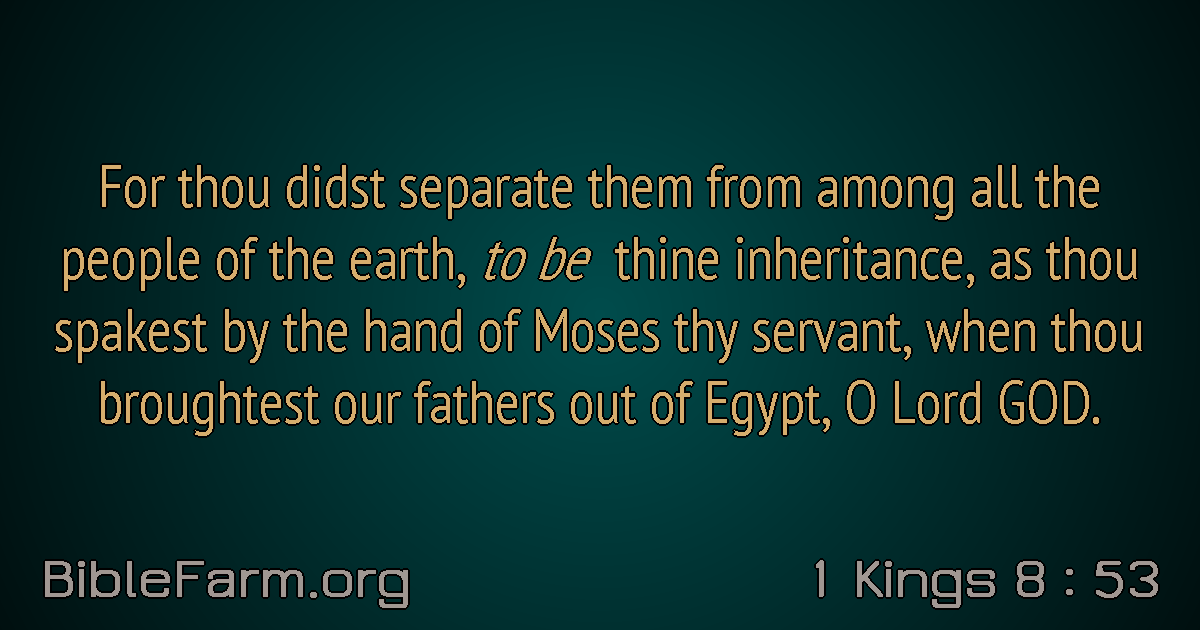 For thou didst separate them from among all the
people of the earth, to be thine inheritance, as thou
spakest by the hand of Moses thy servant, when thou
broughtest our fathers out of Egypt, O Lord GOD.
BibleFarm.org
1 Kings 8 : 53